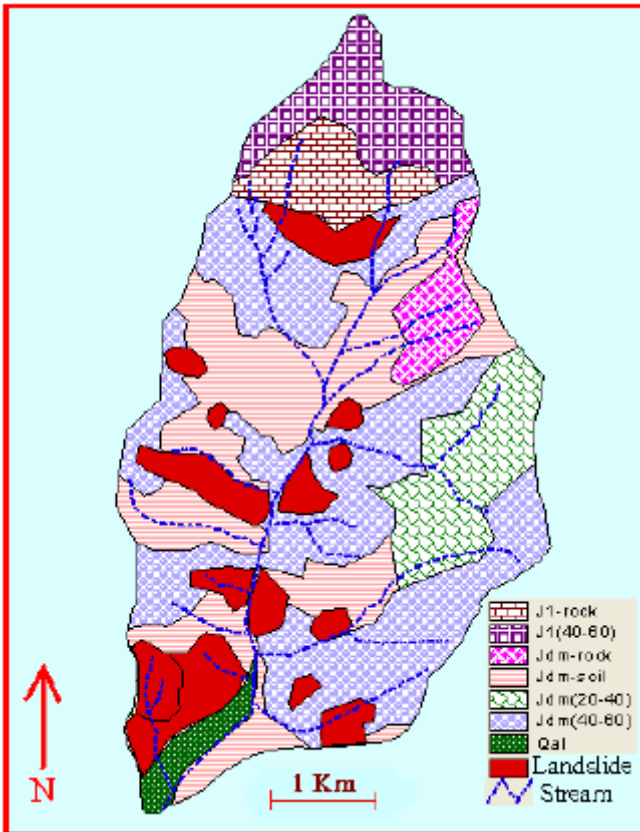 J1-rock
J1(40-60)
Jdm-rock
Jdm-soil
Jdm(20-40)
Jdm(40-60)
Qal
Landslide
Stream
N
1 Km